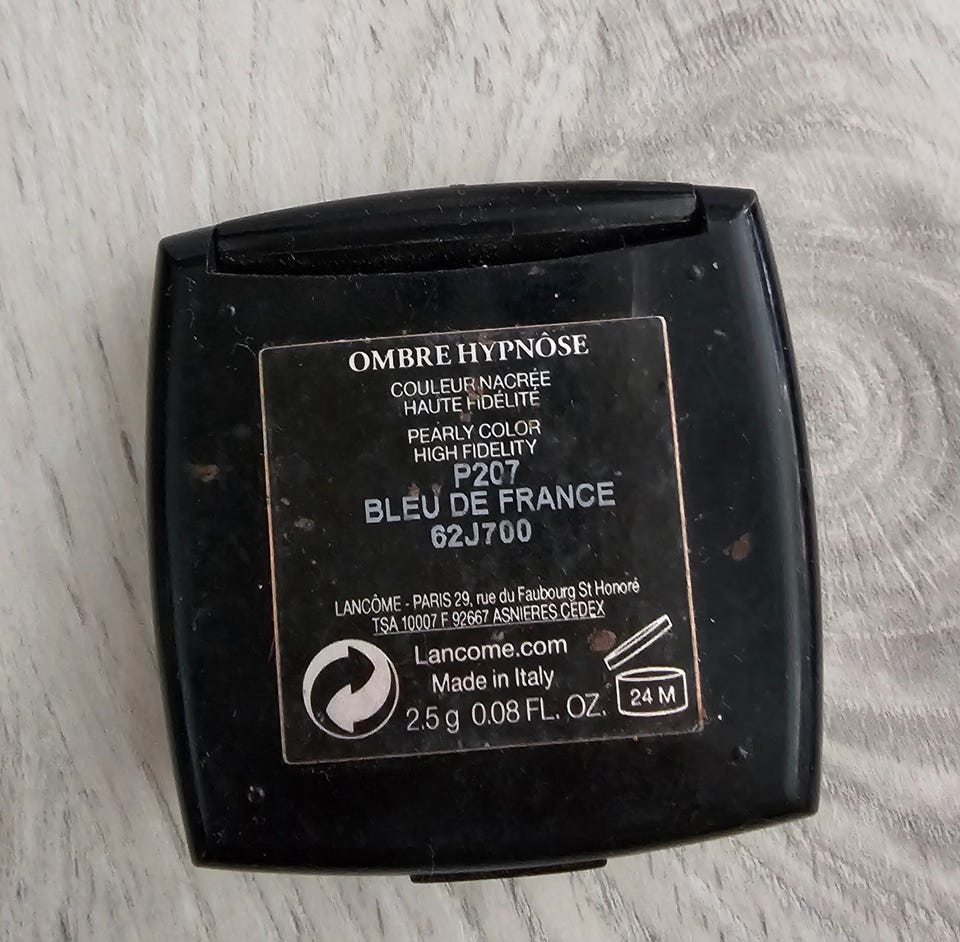 OMBRE HYPNÔSE
COULEUR NACRÉE
HAUTE FIDÉLITÉ
PEARLY COLOR
HIGH FIDELITY
P207
BLEU DE FRANCE
62J700
LANCÔME - PARIS 29, rue du Faubourg St Honoré
TSA 10007 F 92667 ASNIERES CEDEX
Lancome.com
Made in Italy
2.5 g 0.08 FL. OZ.
24 M